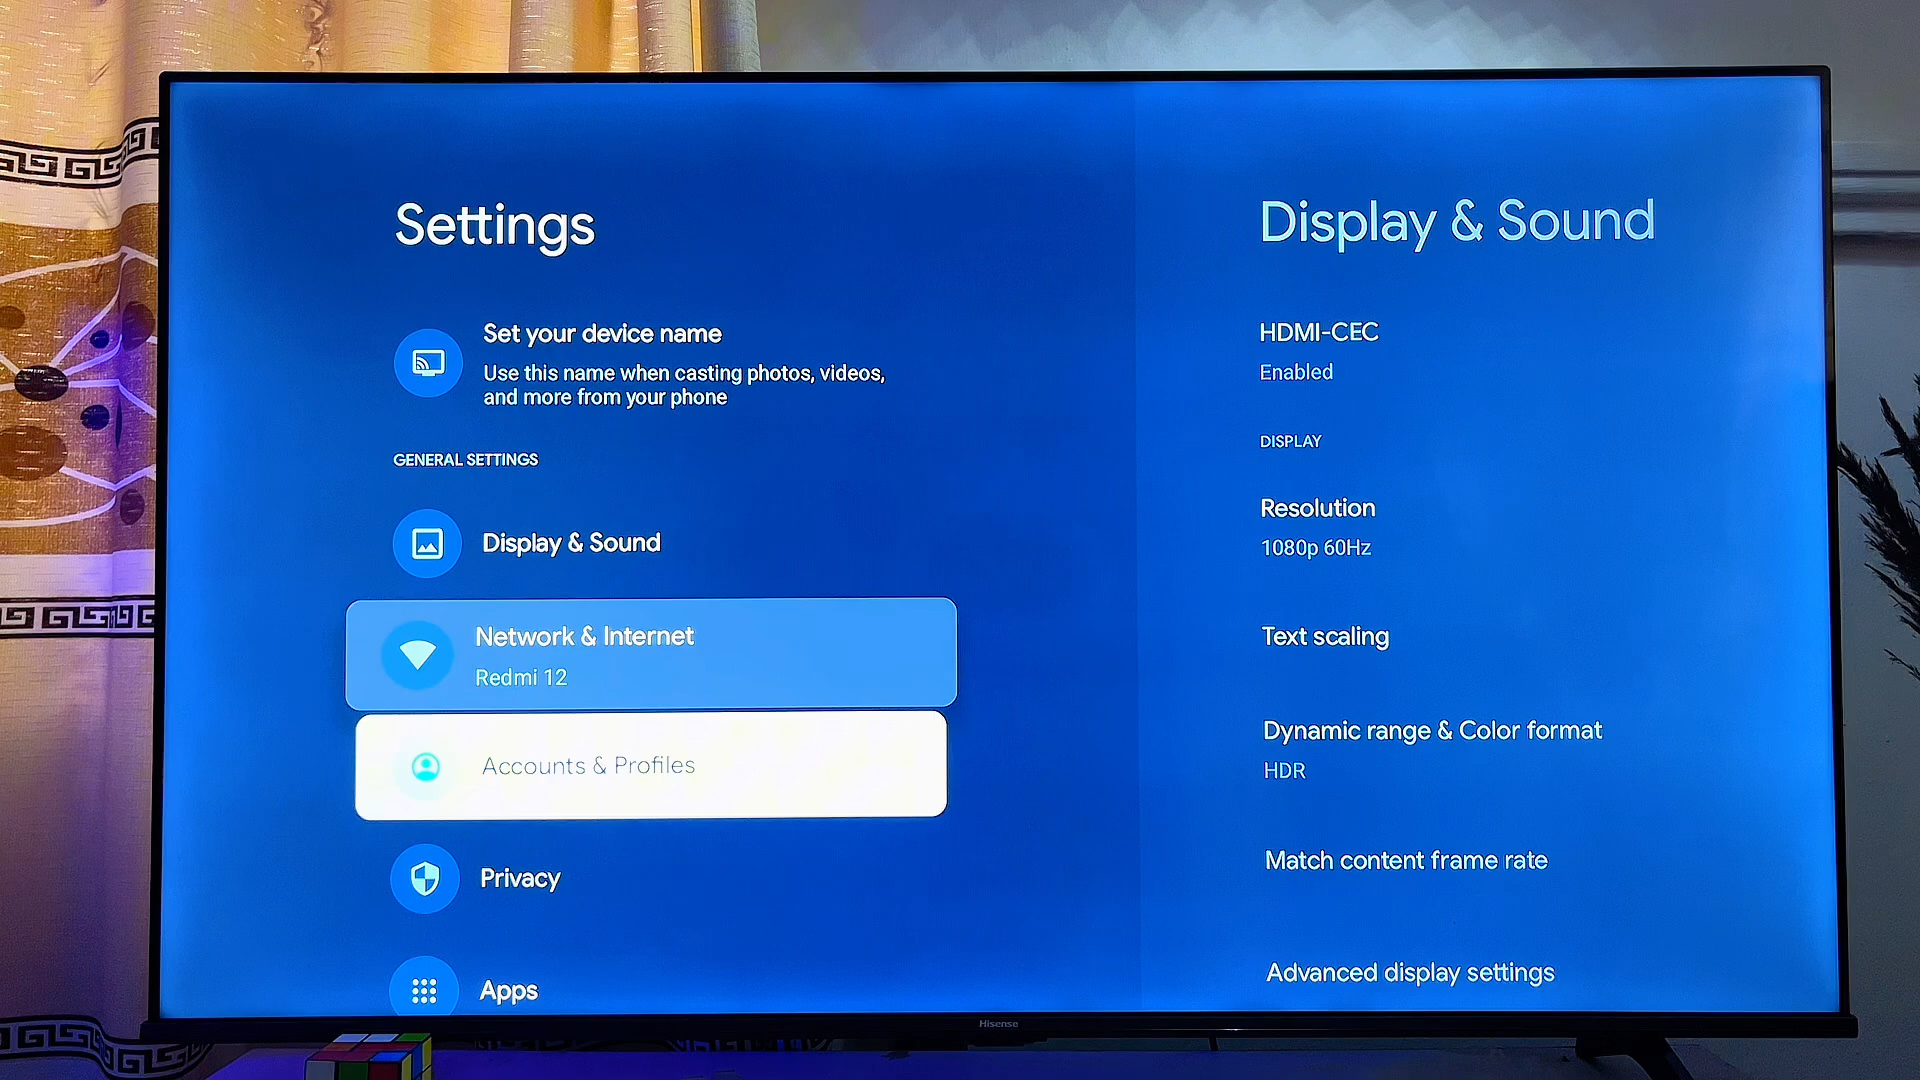 Settings
Set your device name
Use this name when casting photos, videos,
and more from your phone
GENERAL SETTINGS
Display & Sound
Network & Internet
Redmi 12
Accounts & Profiles
Privacy
Apps
Display & Sound
HDMI-CEC
Enabled
DISPLAY
Resolution
1080p 60Hz
Text scaling
Dynamic range & Color format
HDR
Match content frame rate
Advanced display settings
Hisense